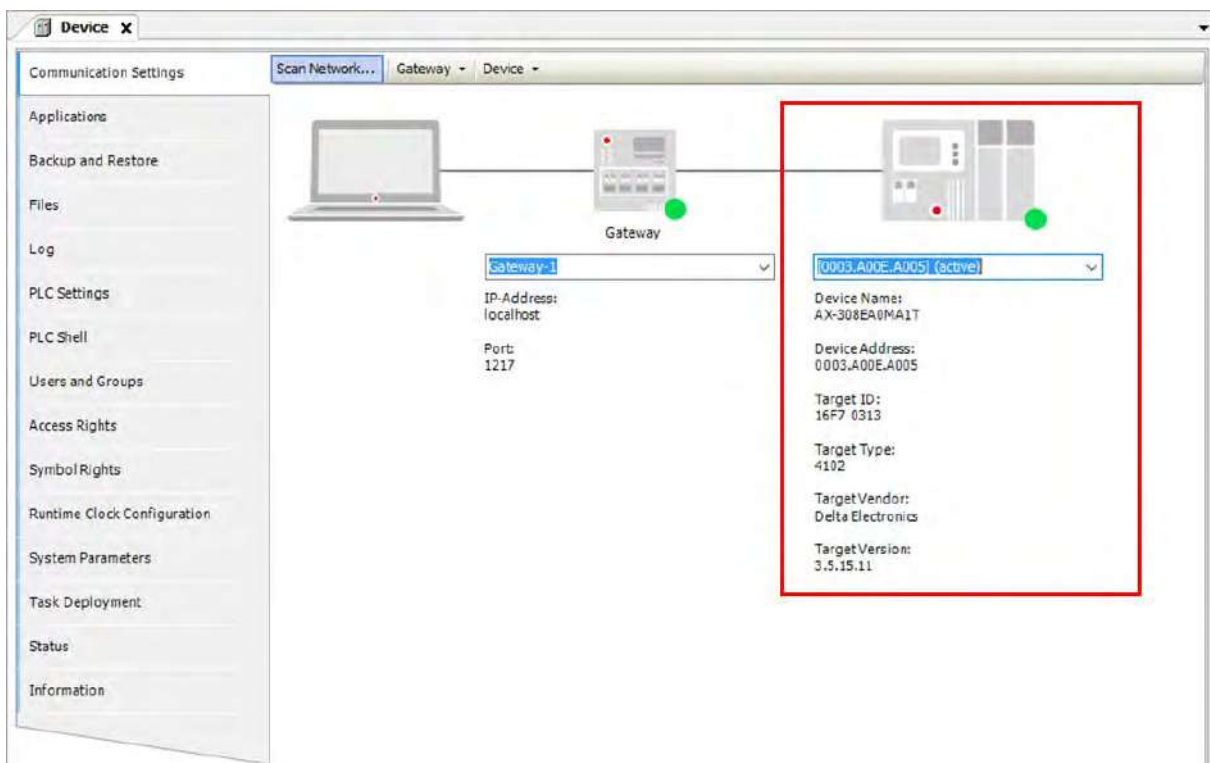 Device X
Communication Settings
Scan Network... Gateway Device
Applications
Backup and Restore
Files
Log
PLC Settings
PLC Shell
Users and Groups
Access Rights
Symbol Rights
Runtime Clock Configuration
System Parameters
Task Deployment
Status
Information
Gateway
Gateway-1
IP-Address:
localhost
Port:
1217
[0003.A00E.A005] (active)
Device Name:
AX-308EA0MA1T
Device Address:
0003.A00E.A005
Target ID:
16F7 0313
Target Type:
4102
Target Vendor:
Delta Electronics
Target Version:
3.5.15.11